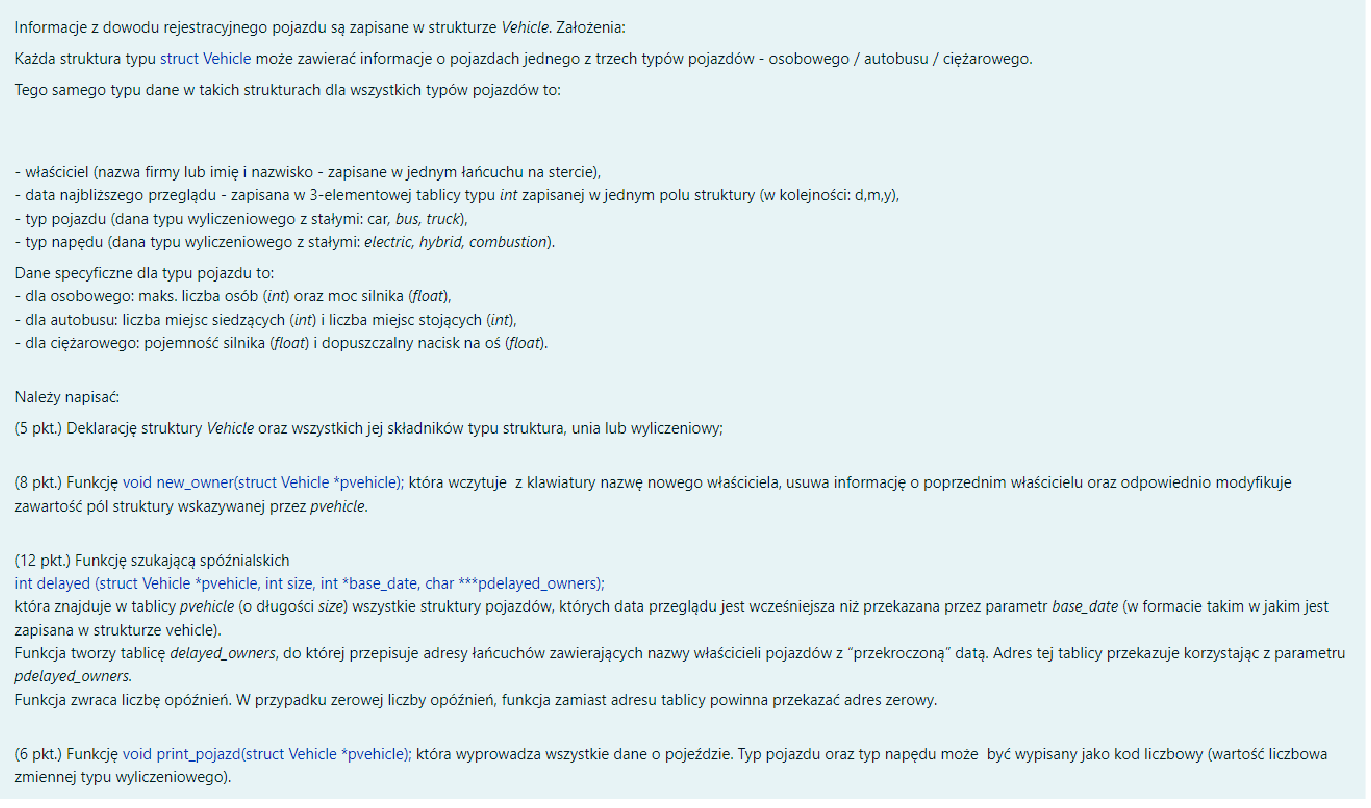 Informacje z dowodu rejestracyjnego pojazdu są zapisane w strukturze Vehicle. Założenia:
Każda struktura typu struct Vehicle może zawierać informacje o pojazdach jednego z trzech typów pojazdów - osobowego / autobusu / ciężarowego.
Tego samego typu dane w takich strukturach dla wszystkich typów pojazdów to:
- właściciel (nazwa firmy lub imię i nazwisko - zapisane w jednym łańcuchu na stercie),
- data najbliższego przeglądu - zapisana w 3-elementowej tablicy typu int zapisanej w jednym polu struktury (w kolejności: d,m,y),
- typ pojazdu (dana typu wyliczeniowego z stałymi: car, bus, truck),
- typ napędu (dana typu wyliczeniowego z stałymi: electric, hybrid, combustion).
Dane specyficzne dla typu pojazdu to:
- dla osobowego: maks. liczba osób (int) oraz moc silnika (float),
- dla autobusu: liczba miejsc siedzących (int) i liczba miejsc stojących (int),
- dla ciężarowego: pojemność silnika (float) i dopuszczalny nacisk na oś (float).
Należy napisać:
(5 pkt.) Deklarację struktury Vehicle oraz wszystkich jej składników typu struktura, unia lub wyliczeniowy;
(8 pkt.) Funkcję void new_owner(struct Vehicle *pvehicle); która wczytuje z klawiatury nazwę nowego właściciela, usuwa informację o poprzednim właścicielu oraz odpowiednio modyfikuje
zawartość pól struktury wskazywanej przez pvehicle.
(12 pkt.) Funkcję szukającą spóźnialskich
int delayed (struct Vehicle *pvehicle, int size, int *base_date, char ***pdelayed_owners);
która znajduje w tablicy pvehicle (o długości size) wszystkie struktury pojazdów, których data przeglądu jest wcześniejsza niż przekazana przez parametr base_date (w formacie takim w jakim jest
zapisana w strukturze vehicle).
Funkcja tworzy tablicę delayed_owners, do której przepisuje adresy łańcuchów zawierających nazwy właścicieli pojazdów z "przekroczoną" datą. Adres tej tablicy przekazuje korzystając z parametru
pdelayed_owners.
Funkcja zwraca liczbę opóźnień. W przypadku zerowej liczby opóźnień, funkcja zamiast adresu tablicy powinna przekazać adres zerowy.
(6 pkt.) Funkcję void print_pojazd(struct Vehicle *pvehicle); która wyprowadza wszystkie dane o pojeździe. Typ pojazdu oraz typ napędu może być wypisany jako kod liczbowy (wartość liczbowa
zmiennej typu wyliczeniowego).